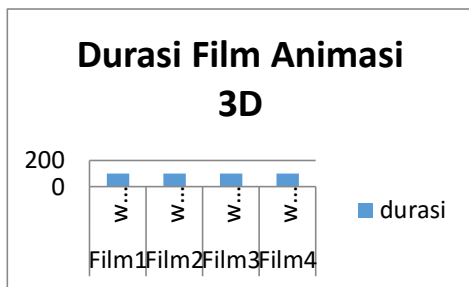 Durasi Film Animasi
3D
200
0
w... w... w... w...
Film1 Film2 Film3 Film4
durasi